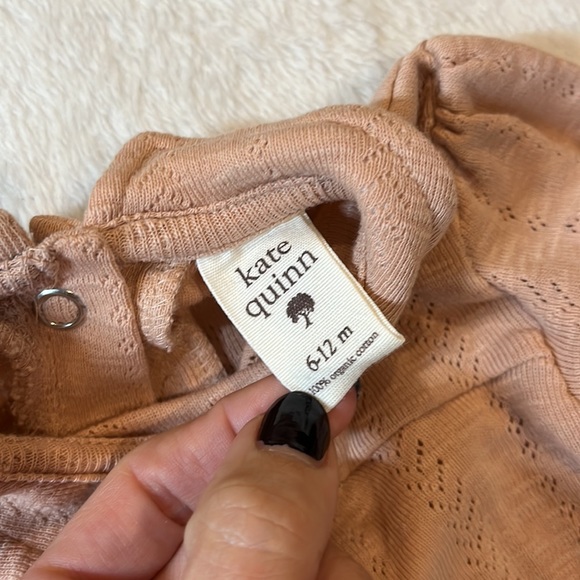 kate
quinn
6-12 m
100% organic cotton